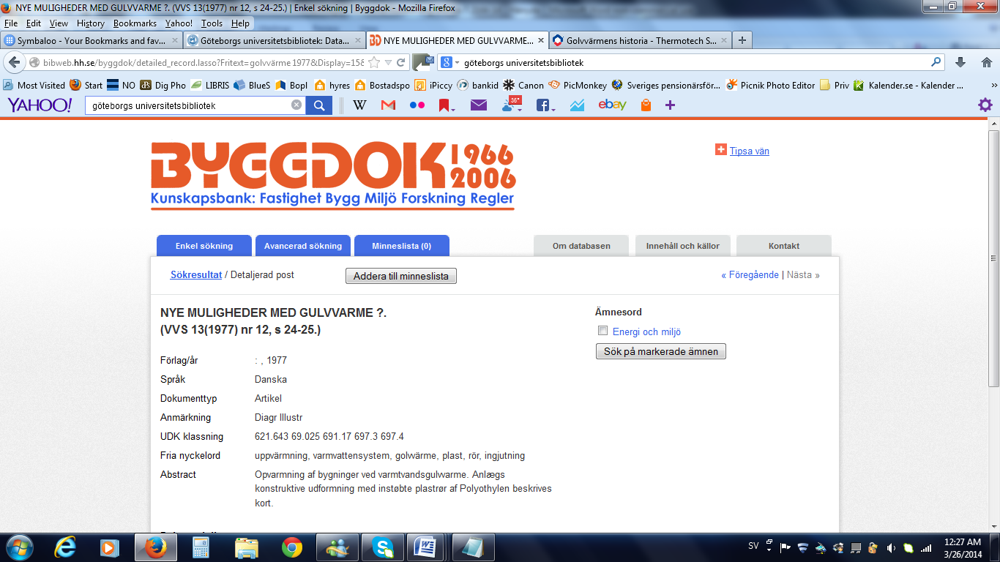 NYE MULIGHEDER MED GULVVARME ?. (VVS 13(1977) nr 12, s 24-25.) | Enkel sökning | Byggdok - Mozilla Firefox
File Edit View History Bookmarks Yahoo! Tools Help
Symbaloo - Your Bookmarks and fav... Göteborgs universitetsbibliotek: Data... NYE MULIGHEDER MED GULVVARME... Golvvärmens historia - Thermotech S...
bibweb.hh.se/byggdok/detailed_record.lasso?Fritext=golvvärme1977&Display=158 göteborgs universitetsbibliotek
Most Visited Start NO Dig Pho LIBRIS BlueS Bopl hyres Bostadspo iPiccy bankid Canon PicMonkey Sveriges pensionärsför... Picnik Photo Editor Priv Kalender.se - Kalender ... »
YAHOO! göteborgs universitetsbibliotek W 36° ebay
BYGGDOK 1966
2006
Kunskapsbank: Fastighet Bygg Miljö Forskning Regler
Tipsa vän
Enkel sökning Avancerad sökning Minneslista (0) Om databasen Innehåll och källor Kontakt
Sökresultat / Detaljerad post Addera till minneslista « Föregående | Nästa »
NYE MULIGHEDER MED GULVVARME ?.
(VVS 13(1977) nr 12, s 24-25.)
Ämnesord
Energi och miljö
Sök på markerade ämnen
Förlag/år : , 1977
Språk Danska
Dokumenttyp Artikel
Anmärkning Diagr Illustr
UDK klassning 621.643 69.025 691.17 697.3 697.4
Fria nyckelord uppvärmning, varmvattensystem, golvvärme, plast, rör, ingjutning
Abstract Opvarmning af bygninger ved varmtvandsgulvvarme. Anlægs
konstruktive udformning med instøbte plastrør af Polyothylen beskrives
kort.
SV 12:27 AM
3/26/2014